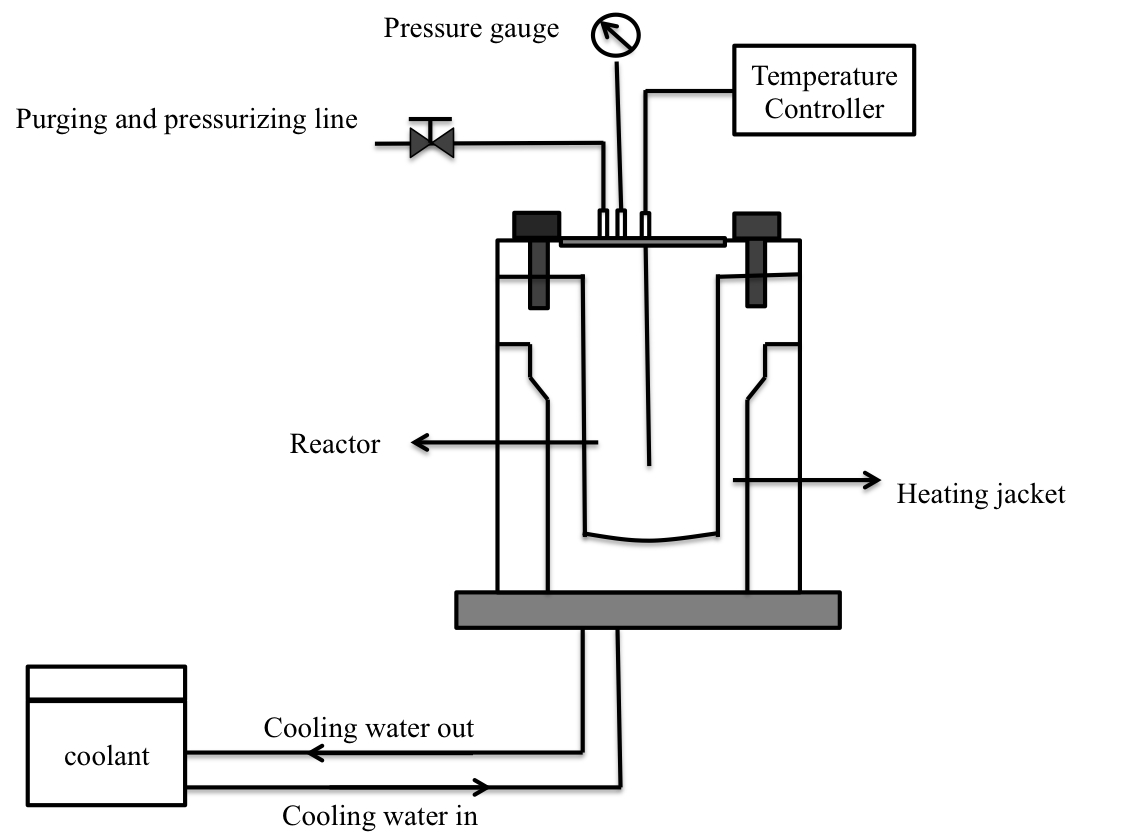 Pressure gauge
Temperature
Controller
Purging and pressurizing line
Reactor
Heating jacket
Cooling water out
coolant
Cooling water in